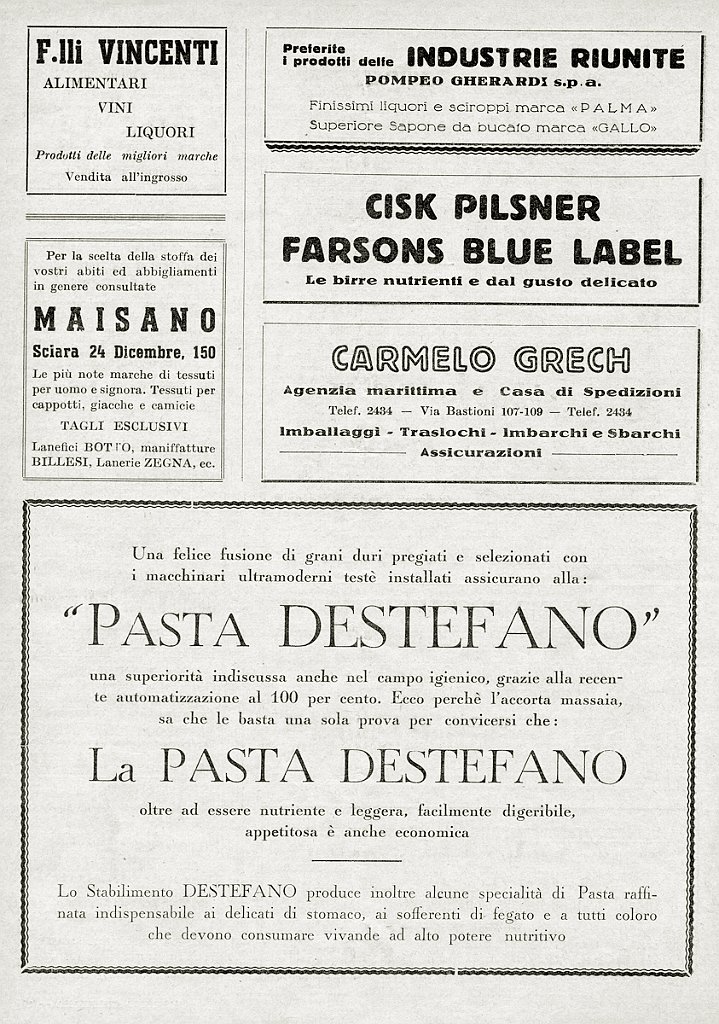 F.lli VINCENTI
ALIMENTARI
VINI
LIQUORI
Prodotti delle migliori marche
Vendita all'ingrosso
Per la scelta della stoffa dei
vostri abiti ed abbigliamenti
in genere consultate
MAISANO
Sciara 24 Dicembre, 150
Le più note marche di tessuti
per uomo e signora. Tessuti per
cappotti, giacche e camicie
TAGLI ESCLUSIVI
Lanefici BOTTO, maniffatture
BILLESI, Lanerie ZEGNA, ec.
Preferite
i prodotti delle INDUSTRIE RIUNITE
POMPEO GHERARDI s.p.a.
Finissimi liquori e sciroppi marca «PALMA»
Superiore Sapone da bucato marca «GALLO»
CISK PILSNER
FARSONS BLUE LABEL
Le birre nutrienti e dal gusto delicato
CARMELO GRECH
Agenzia marittima e Casa di Spedizioni
Telef. 2434 — Via Bastioni 107-109 — Telef. 2434
Imballaggi - Traslochi - Imbarchi e Sbarchi
Assicurazioni
Una felice fusione di grani duri pregiati e selezionati con
i macchinari ultramoderni testè installati assicurano alla:
"PASTA DESTEFANO"
una superiorità indiscussa anche nel campo igienico, grazie alla recen-
te automatizzazione al 100 per cento. Ecco perchè l'accorta massaia,
sa che le basta una sola prova per convicersi che:
La PASTA DESTEFANO
oltre ad essere nutriente e leggera, facilmente digeribile,
appetitosa è anche economica
Lo Stabilimento DESTEFANO produce inoltre alcune specialità di Pasta raffi-
nata indispensabile ai delicati di stomaco, ai sofferenti di fegato e a tutti coloro
che devono consumare vivande ad alto potere nutritivo